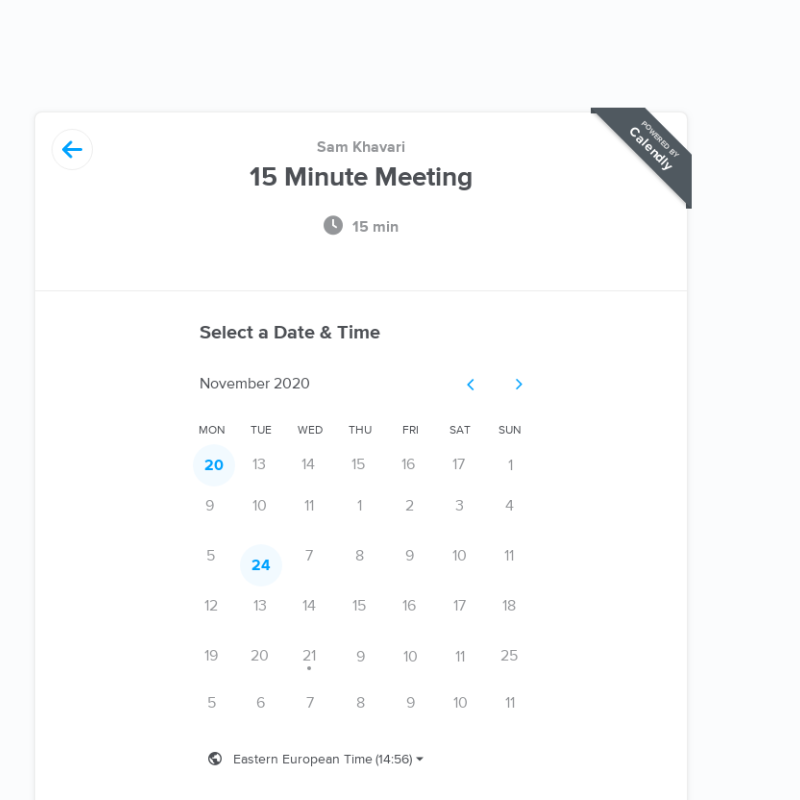 POWERED BY
Calendly
Sam Khavari
15 Minute Meeting
15 min
Select a Date & Time
November 2020
MON TUE WED THU FRI SAT SUN
20 13 14 15 16 17 1
9 10 11 1 2 3 4
5 24 7 8 9 10 11
12 13 14 15 16 17 18
19 20 21 9 10 11 25
5 6 7 8 9 10 11
Eastern European Time (14:56)